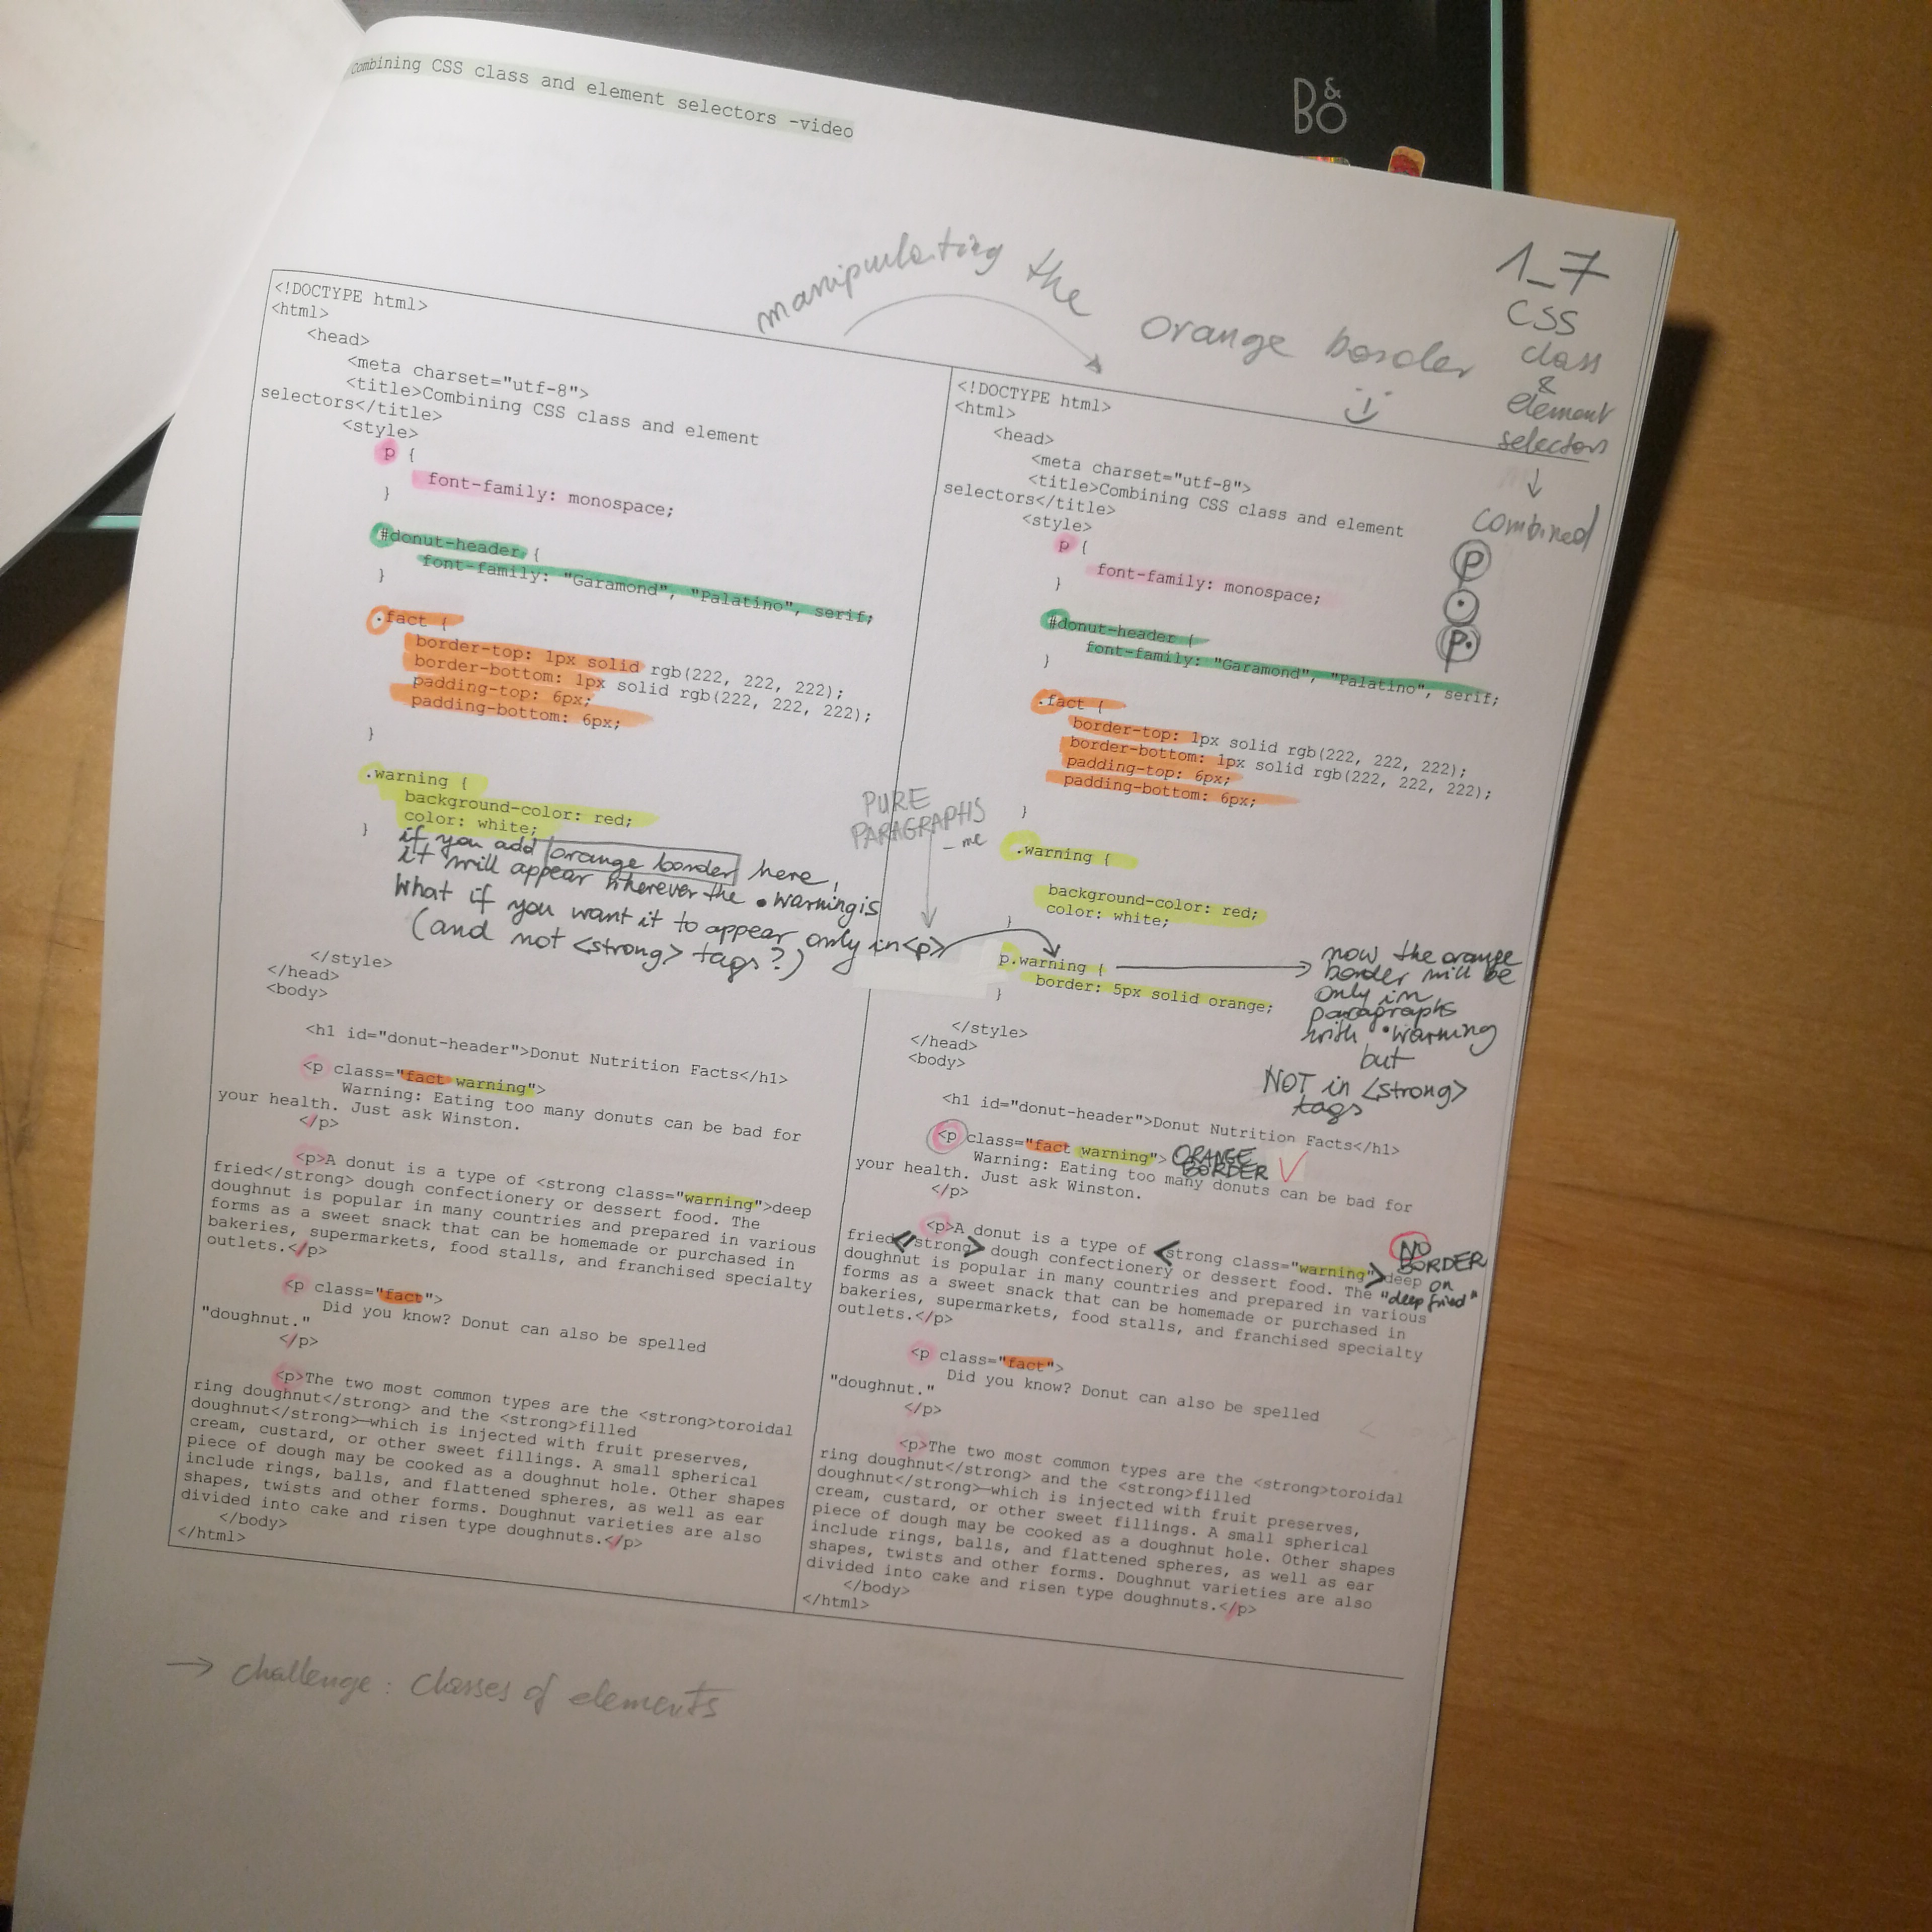 Combining CSS class and element selectors -video
B&O
manipulating the orange border
1_7
CSS
class
&
element
selectors
combined
p
.
p.
<!DOCTYPE html>
<html>
<head>
<meta charset="utf-8">
<title>Combining CSS class and element
selectors</title>
<style>
p {
font-family: monospace;
}
#donut-header {
font-family: "Garamond", "Palatino", serif;
}
.fact {
border-top: 1px solid rgb(222, 222, 222);
border-bottom: 1px solid rgb(222, 222, 222);
padding-top: 6px;
padding-bottom: 6px;
}
.warning {
background-color: red;
color: white;
}
if you add orange border here,
it will appear wherever the .warning is
What if you want it to appear only in <p>
(and not <strong> tags?)
PURE
PARAGRAPHS
- me
</style>
</head>
<body>
<h1 id="donut-header">Donut Nutrition Facts</h1>
<p class="fact warning">
Warning: Eating too many donuts can be bad for
your health. Just ask Winston.
</p>
<p>A donut is a type of <strong class="warning">deep
fried</strong> dough confectionery or dessert food. The
doughnut is popular in many countries and prepared in various
forms as a sweet snack that can be homemade or purchased in
bakeries, supermarkets, food stalls, and franchised specialty
outlets.</p>
<p class="fact">
Did you know? Donut can also be spelled
"doughnut."
</p>
<p>The two most common types are the <strong>toroidal
ring doughnut</strong> and the <strong>filled
doughnut</strong>—which is injected with fruit preserves,
cream, custard, or other sweet fillings. A small spherical
piece of dough may be cooked as a doughnut hole. Other shapes
include rings, balls, and flattened spheres, as well as ear
shapes, twists and other forms. Doughnut varieties are also
divided into cake and risen type doughnuts.</p>
</body>
</html>
<!DOCTYPE html>
<html>
<head>
<meta charset="utf-8">
<title>Combining CSS class and element
selectors</title>
<style>
p {
font-family: monospace;
}
#donut-header {
font-family: "Garamond", "Palatino", serif;
}
.fact {
border-top: 1px solid rgb(222, 222, 222);
border-bottom: 1px solid rgb(222, 222, 222);
padding-top: 6px;
padding-bottom: 6px;
}
.warning {
background-color: red;
color: white;
}
p.warning {
border: 5px solid orange;
}
now the orange
border will be
only in
paragraphs
with .warning
but
NOT in <strong>
tags
</style>
</head>
<body>
<h1 id="donut-header">Donut Nutrition Facts</h1>
<p class="fact warning"> ORANGE BORDER
Warning: Eating too many donuts can be bad for
your health. Just ask Winston.
</p>
<p>A donut is a type of <strong class="warning">deep
fried</strong> dough confectionery or dessert food. The
doughnut is popular in many countries and prepared in various
forms as a sweet snack that can be homemade or purchased in
bakeries, supermarkets, food stalls, and franchised specialty
outlets.</p>
NO
BORDER
on
"deep fried"
<p class="fact">
Did you know? Donut can also be spelled
"doughnut."
</p>
<p>The two most common types are the <strong>toroidal
ring doughnut</strong> and the <strong>filled
doughnut</strong>—which is injected with fruit preserves,
cream, custard, or other sweet fillings. A small spherical
piece of dough may be cooked as a doughnut hole. Other shapes
include rings, balls, and flattened spheres, as well as ear
shapes, twists and other forms. Doughnut varieties are also
divided into cake and risen type doughnuts.</p>
</body>
</html>
→ challenge: classes of elements